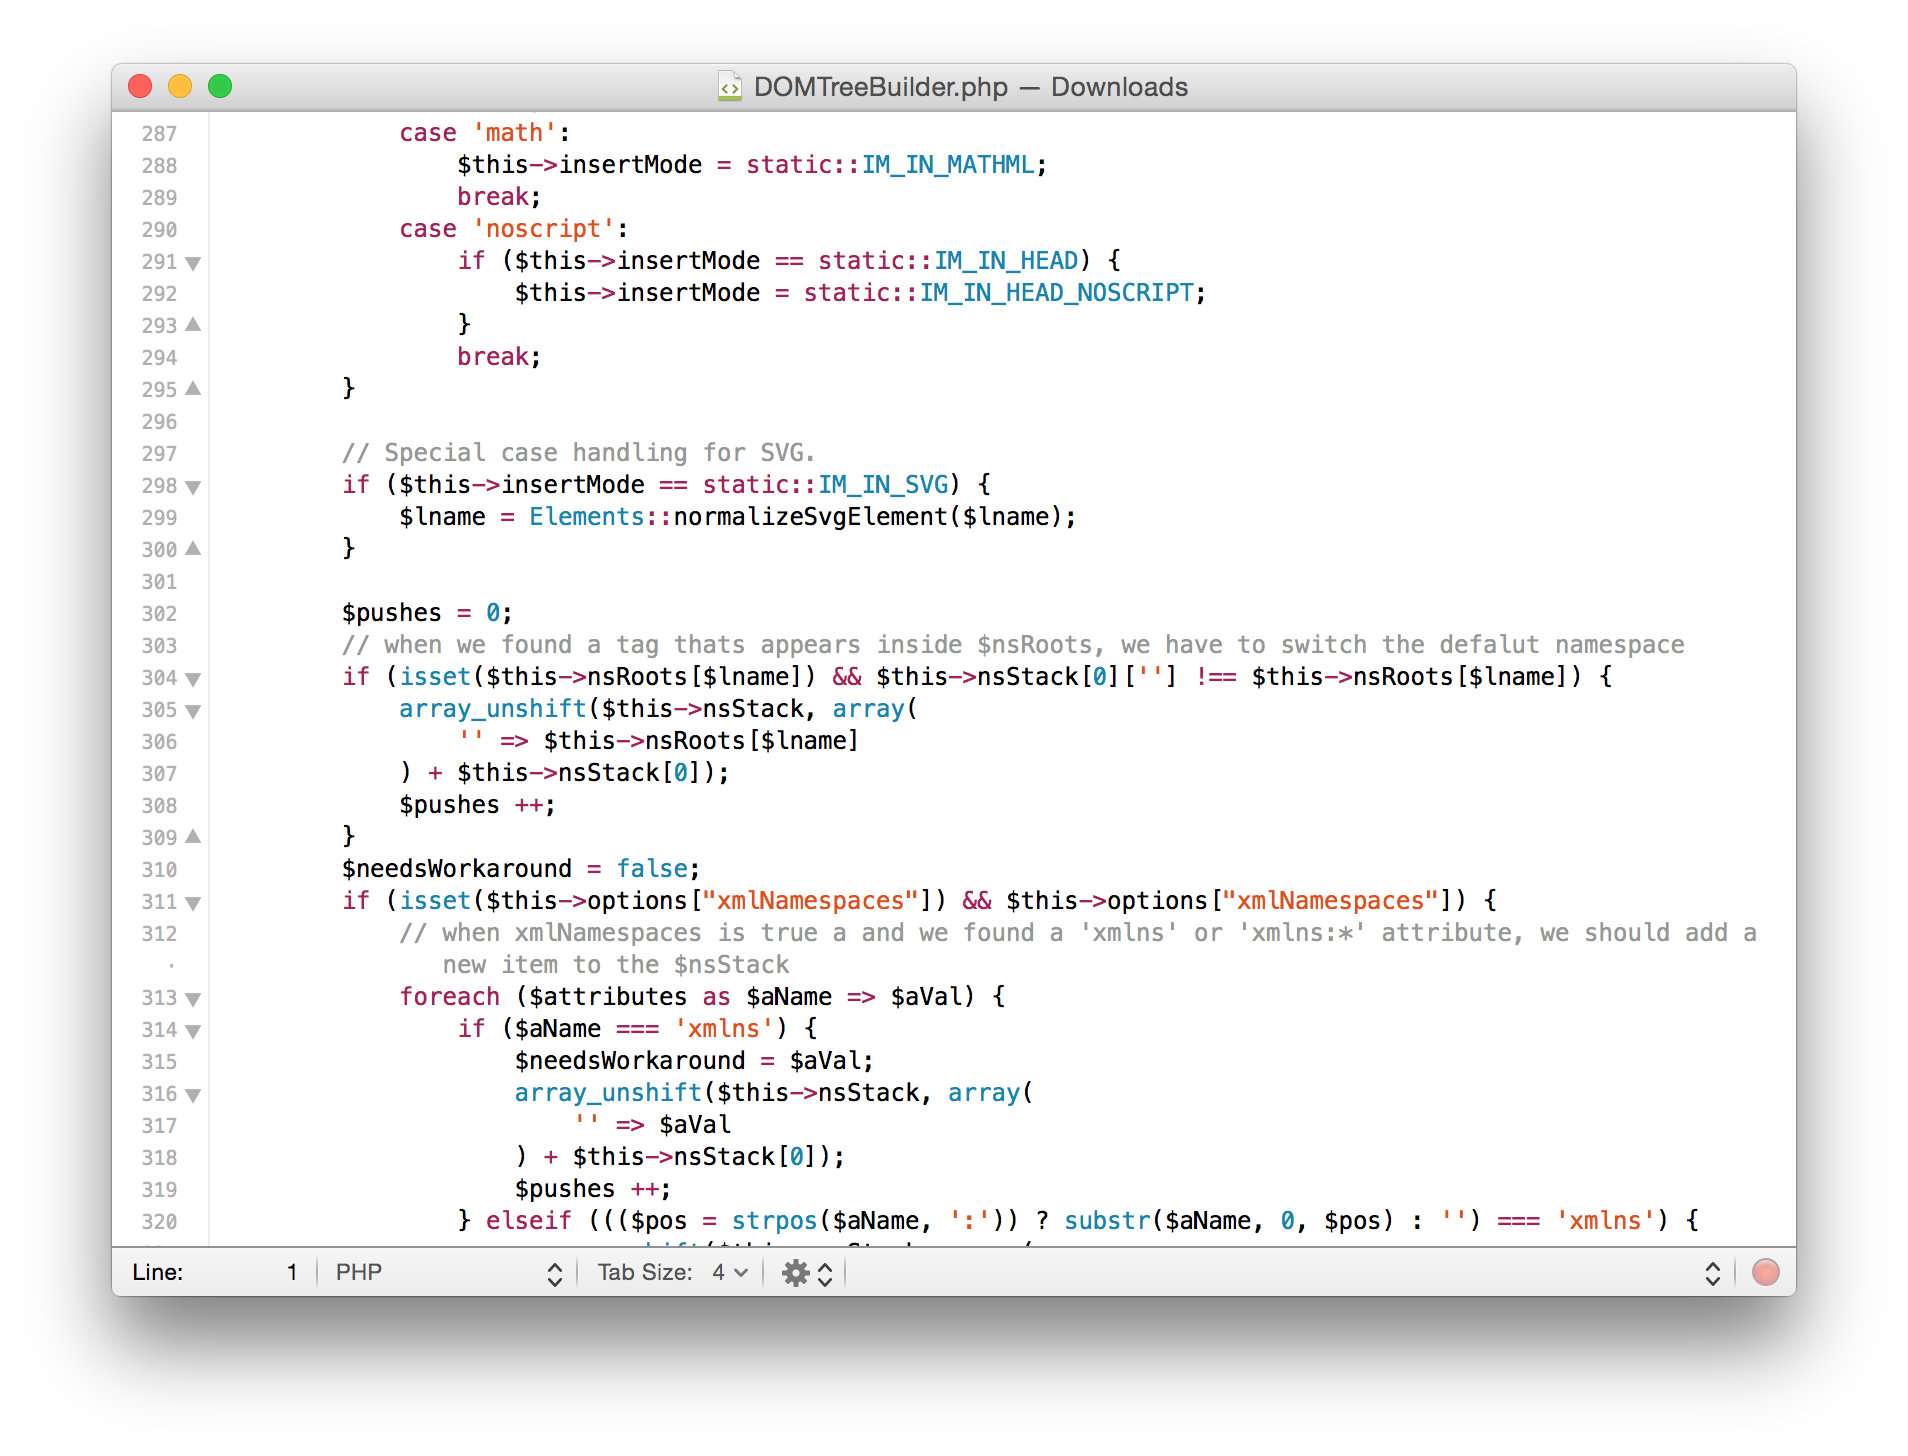 DOMTreeBuilder.php — Downloads
287 case 'math':
288 $this->insertMode = static::IM_IN_MATHML;
289 break;
290 case 'noscript':
291 if ($this->insertMode == static::IM_IN_HEAD) {
292 $this->insertMode = static::IM_IN_HEAD_NOSCRIPT;
293 }
294 break;
295 }
296
297 // Special case handling for SVG.
298 if ($this->insertMode == static::IM_IN_SVG) {
299 $lname = Elements::normalizeSvgElement($lname);
300 }
301
302 $pushes = 0;
303 // when we found a tag thats appears inside $nsRoots, we have to switch the defalut namespace
304 if (isset($this->nsRoots[$lname]) && $this->nsStack[0][''] !== $this->nsRoots[$lname]) {
305 array_unshift($this->nsStack, array(
306 '' => $this->nsRoots[$lname]
307 ) + $this->nsStack[0]);
308 $pushes ++;
309 }
310 $needsWorkaround = false;
311 if (isset($this->options["xmlNamespaces"]) && $this->options["xmlNamespaces"]) {
312 // when xmlNamespaces is true a and we found a 'xmlns' or 'xmlns:*' attribute, we should add a
· new item to the $nsStack
313 foreach ($attributes as $aName => $aVal) {
314 if ($aName === 'xmlns') {
315 $needsWorkaround = $aVal;
316 array_unshift($this->nsStack, array(
317 '' => $aVal
318 ) + $this->nsStack[0]);
319 $pushes ++;
320 } elseif ((($pos = strpos($aName, ':')) ? substr($aName, 0, $pos) : '') === 'xmlns') {
Line: 1 PHP Tab Size: 4